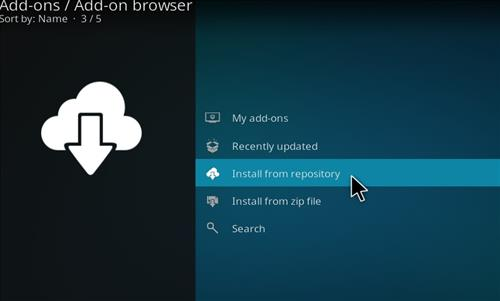 Add-ons / Add-on browser
Sort by: Name · 3 / 5
My add-ons
Recently updated
Install from repository
Install from zip file
Search